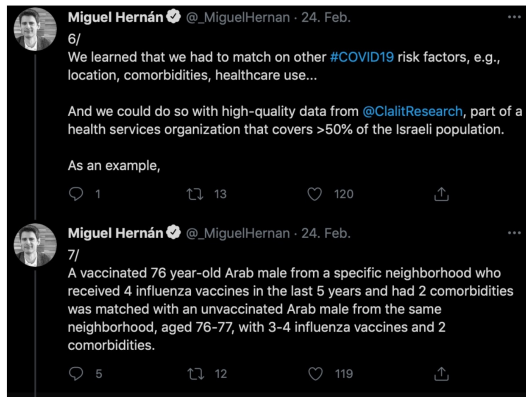 Miguel Hernán @_MiguelHernan · 24. Feb.
6/
We learned that we had to match on other #COVID19 risk factors, e.g.,
location, comorbidities, healthcare use...
And we could do so with high-quality data from @ClalitResearch, part of a
health services organization that covers >50% of the Israeli population.
As an example,
1 13 120
Miguel Hernán @_MiguelHernan · 24. Feb.
7/
A vaccinated 76 year-old Arab male from a specific neighborhood who
received 4 influenza vaccines in the last 5 years and had 2 comorbidities
was matched with an unvaccinated Arab male from the same
neighborhood, aged 76-77, with 3-4 influenza vaccines and 2
comorbidities.
5 12 119